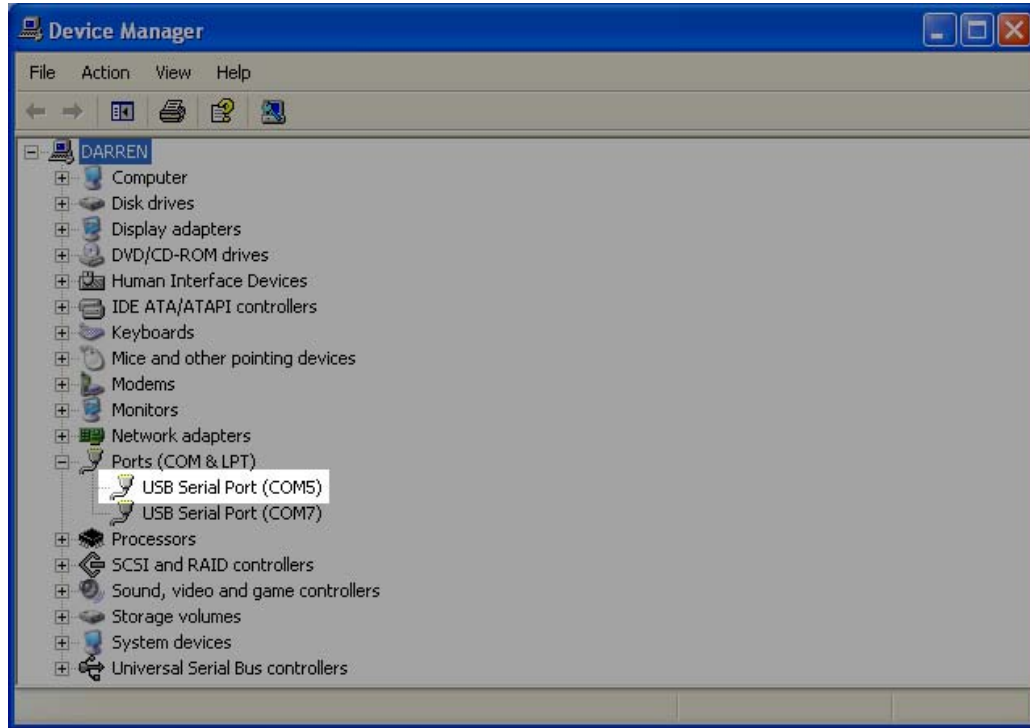 Device Manager
File Action View Help
DARREN
Computer
Disk drives
Display adapters
DVD/CD-ROM drives
Human Interface Devices
IDE ATA/ATAPI controllers
Keyboards
Mice and other pointing devices
Modems
Monitors
Network adapters
Ports (COM & LPT)
USB Serial Port (COM5)
USB Serial Port (COM7)
Processors
SCSI and RAID controllers
Sound, video and game controllers
Storage volumes
System devices
Universal Serial Bus controllers